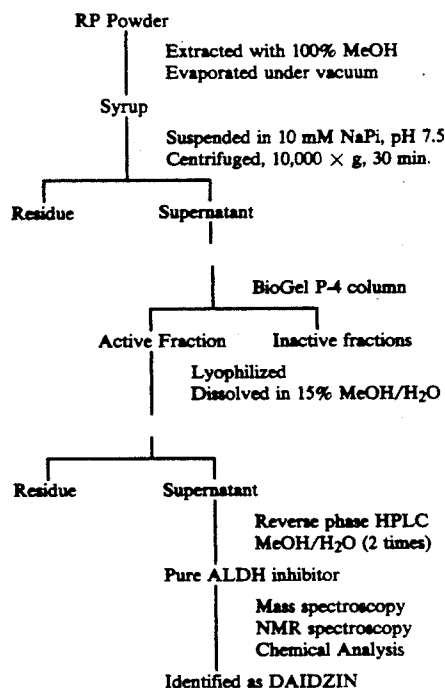 RP Powder
Extracted with 100% MeOH
Evaporated under vacuum
Syrup
Suspended in 10 mM NaPi, pH 7.5
Centrifuged, 10,000 × g, 30 min.
Residue Supernatant
BioGel P-4 column
Active Fraction Inactive fractions
Lyophilized
Dissolved in 15% MeOH/H₂O
Residue Supernatant
Reverse phase HPLC
MeOH/H₂O (2 times)
Pure ALDH inhibitor
Mass spectroscopy
NMR spectroscopy
Chemical Analysis
Identified as DAIDZIN